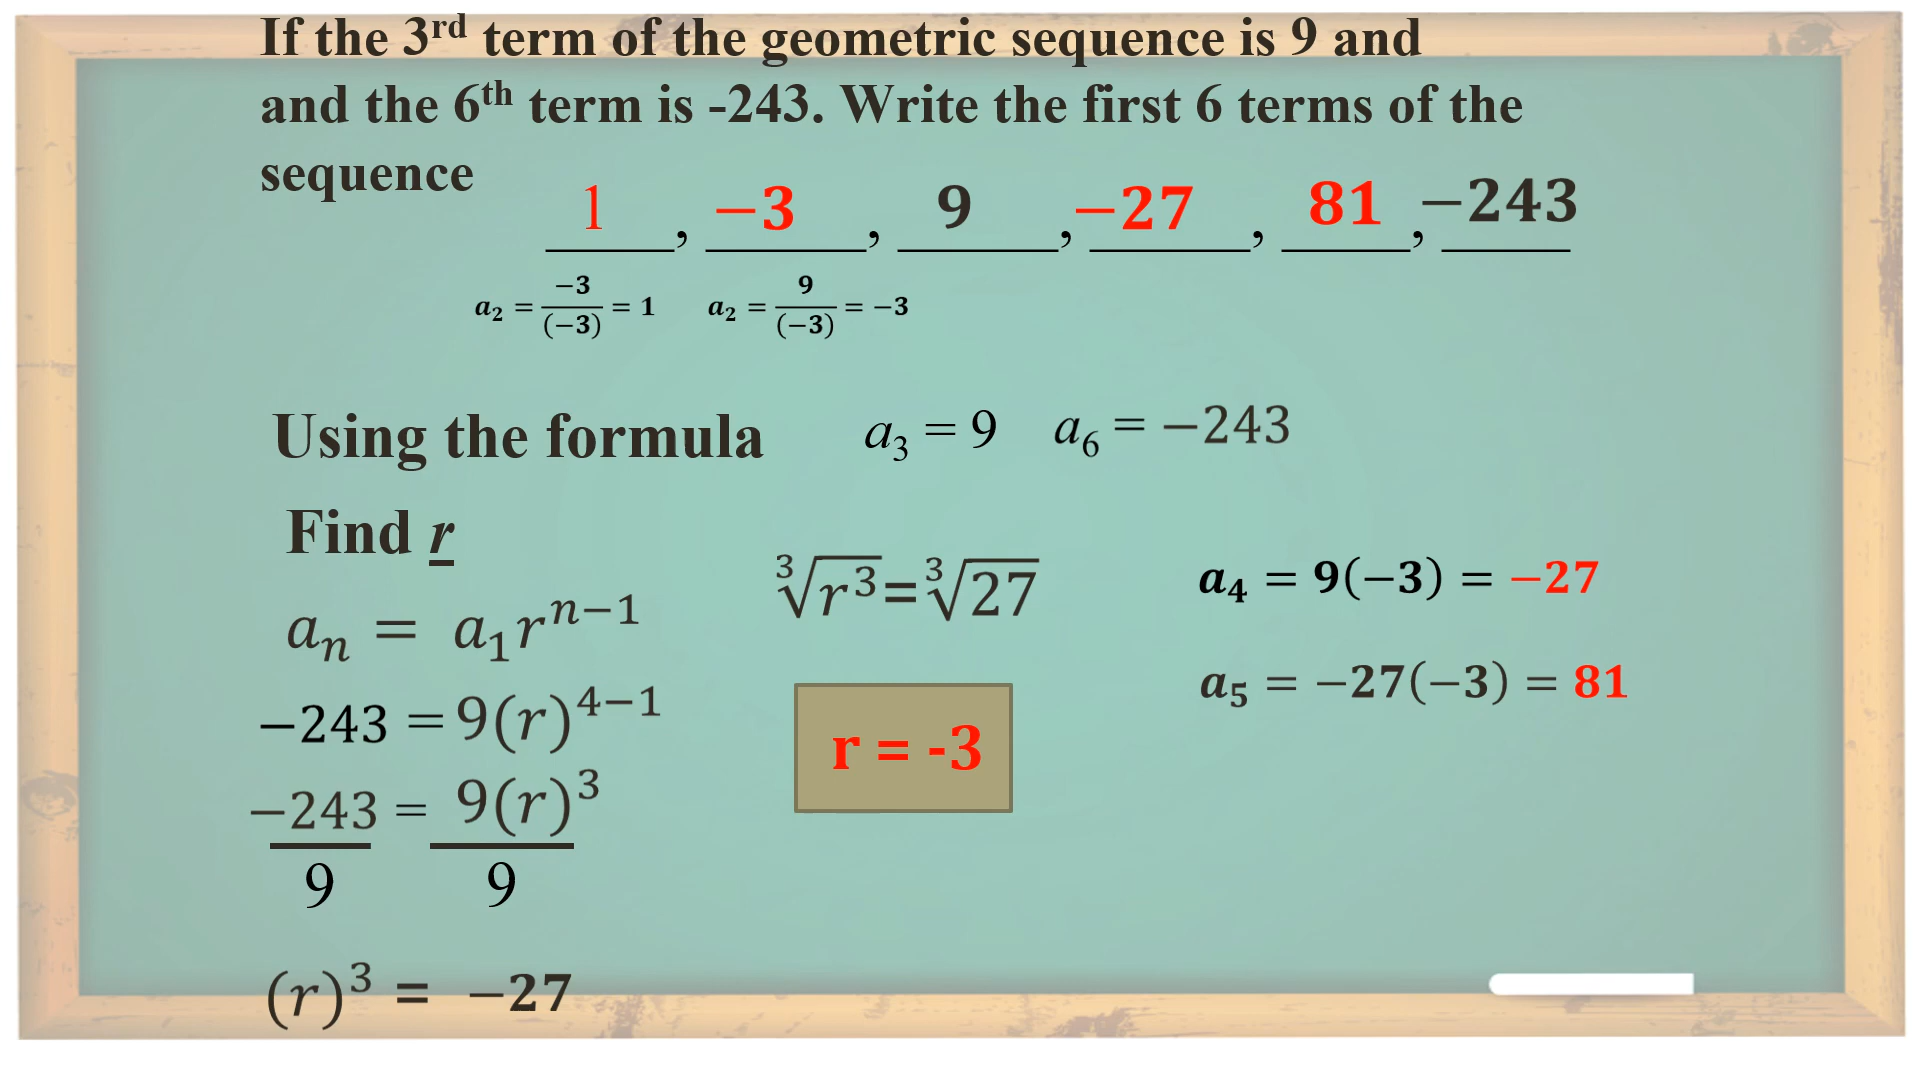 If the 3rd term of the geometric sequence is 9 and
and the 6th term is -243. Write the first 6 terms of the
sequence
1, −3, 9, −27, 81, −243
a₂ = −3/(−3) = 1 a₂ = 9/(−3) = −3
Using the formula a₃ = 9 a₆ = −243
Find r
aₙ = a₁rⁿ⁻¹
−243 = 9(r)⁴⁻¹
−243 = 9(r)³
9 9
(r)³ = −27
∛r³=∛27
r = -3
a₄ = 9(−3) = −27
a₅ = −27(−3) = 81